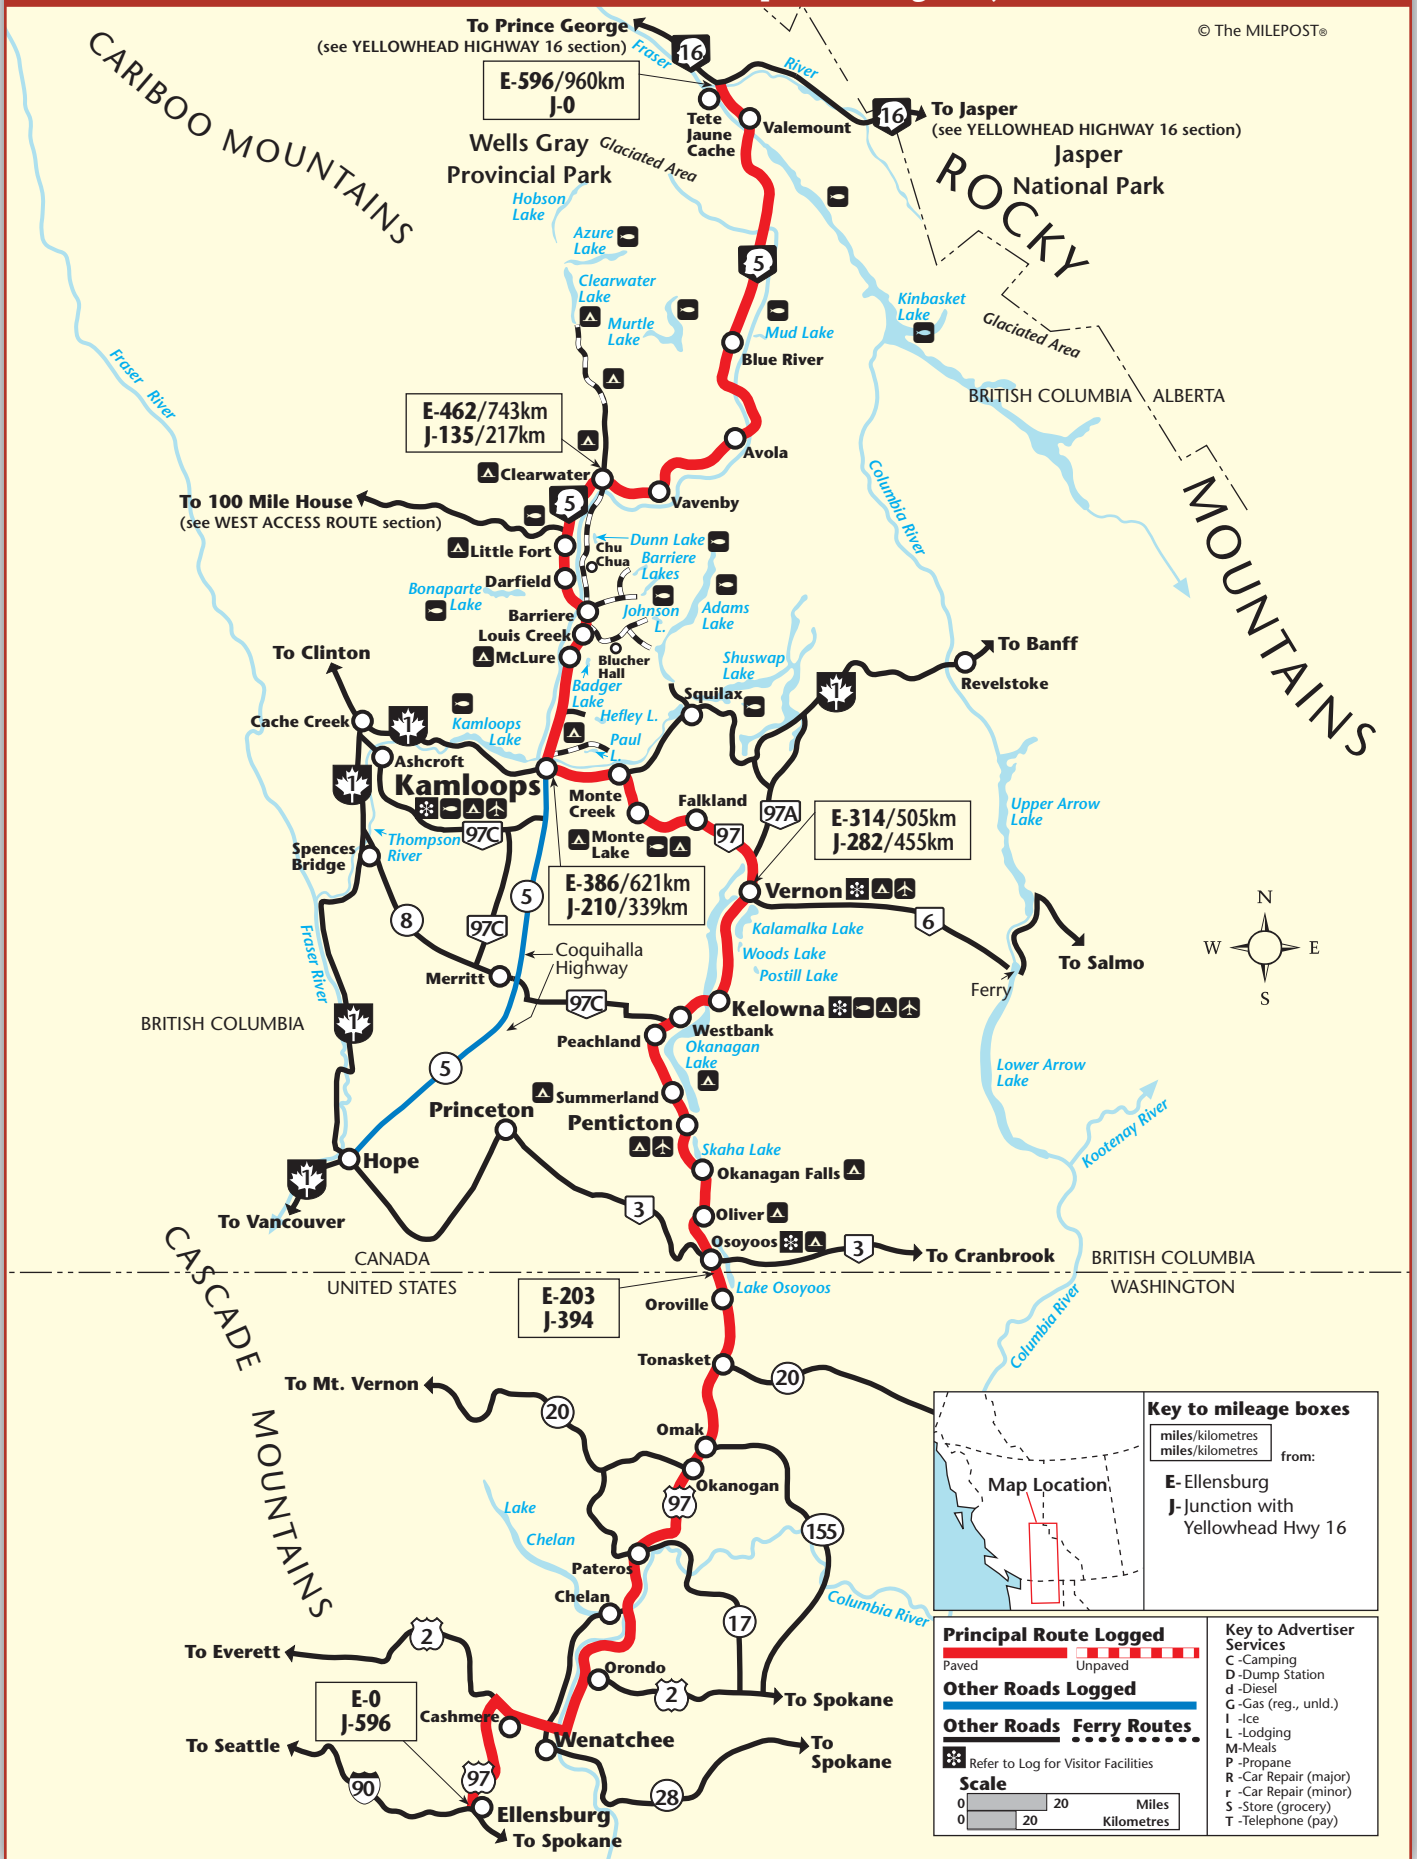 To Prince George
(see YELLOWHEAD HIGHWAY 16 section)
© The MILEPOST®
Fraser
River
16
E-596/960km
J-0
16
To Jasper
(see YELLOWHEAD HIGHWAY 16 section)
Tete
Jaune
Cache
Valemount
CARIBOO MOUNTAINS
Wells Gray
Provincial Park
Glaciated Area
Jasper
National Park
ROCKY
MOUNTAINS
Hobson
Lake
Azure
Lake
Clearwater
Lake
Murtle
Lake
5
Mud Lake
Kinbasket
Lake
Glaciated Area
Blue River
Fraser River
BRITISH COLUMBIA
ALBERTA
E-462/743km
J-135/217km
Avola
Clearwater
Vavenby
Columbia River
To 100 Mile House
(see WEST ACCESS ROUTE section)
5
Little Fort
Chu
Chua
Dunn Lake
Barriere
Lakes
Darfield
Bonaparte
Lake
Barriere
Johnson
L.
Adams
Lake
Louis Creek
McLure
Blucher
Hall
Shuswap
Lake
To Clinton
To Banff
Revelstoke
Badger
Lake
Squilax
1
Cache Creek
1
Kamloops
Lake
Hefley L.
Paul
L.
Ashcroft
1
Kamloops
Monte
Creek
Falkland
97A
97C
Thompson
River
Monte
Lake
97
E-314/505km
J-282/455km
Upper Arrow
Lake
Spences
Bridge
E-386/621km
J-210/339km
5
Vernon
8
97C
6
Kalamalka Lake
Woods Lake
Postill Lake
Fraser River
Coquihalla
Highway
Merritt
97C
To Salmo
Ferry
N
W
E
S
BRITISH COLUMBIA
1
Kelowna
Westbank
Peachland
Okanagan
Lake
5
Lower Arrow
Lake
Summerland
Princeton
Penticton
Kootenay River
Skaha Lake
Hope
1
Okanagan Falls
To Vancouver
3
Oliver
Osoyoos
3
To Cranbrook
CANADA
UNITED STATES
BRITISH COLUMBIA
WASHINGTON
CASCADE
MOUNTAINS
E-203
J-394
Lake Osoyoos
Oroville
Columbia River
Tonasket
20
To Mt. Vernon
20
Omak
Okanogan
97
155
Lake
Chelan
Pateros
Chelan
17
Columbia River
To Everett
2
Orondo
2
To Spokane
E-0
J-596
Cashmere
Wenatchee
To
Spokane
To Seattle
90
97
28
Ellensburg
To Spokane
Map Location
Key to mileage boxes
miles/kilometres
miles/kilometres
from:
E- Ellensburg
J- Junction with
Yellowhead Hwy 16
Principal Route Logged
Paved
Unpaved
Other Roads Logged
Other Roads
Ferry Routes
Refer to Log for Visitor Facilities
Scale
0
20
Miles
0
20
Kilometres
Key to Advertiser
Services
C -Camping
D -Dump Station
d -Diesel
G -Gas (reg., unld.)
I -Ice
L -Lodging
M -Meals
P -Propane
R -Car Repair (major)
r -Car Repair (minor)
S -Store (grocery)
T -Telephone (pay)